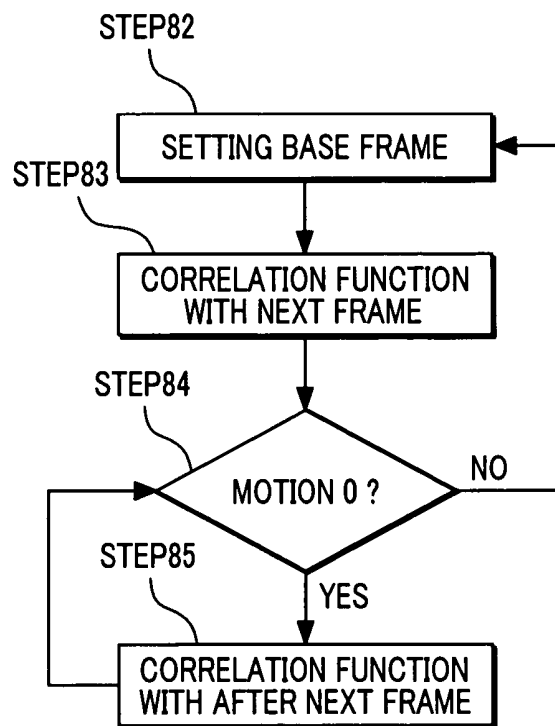 STEP82
SETTING BASE FRAME
STEP83
CORRELATION FUNCTION
WITH NEXT FRAME
STEP84
MOTION 0 ?
NO
YES
STEP85
CORRELATION FUNCTION
WITH AFTER NEXT FRAME